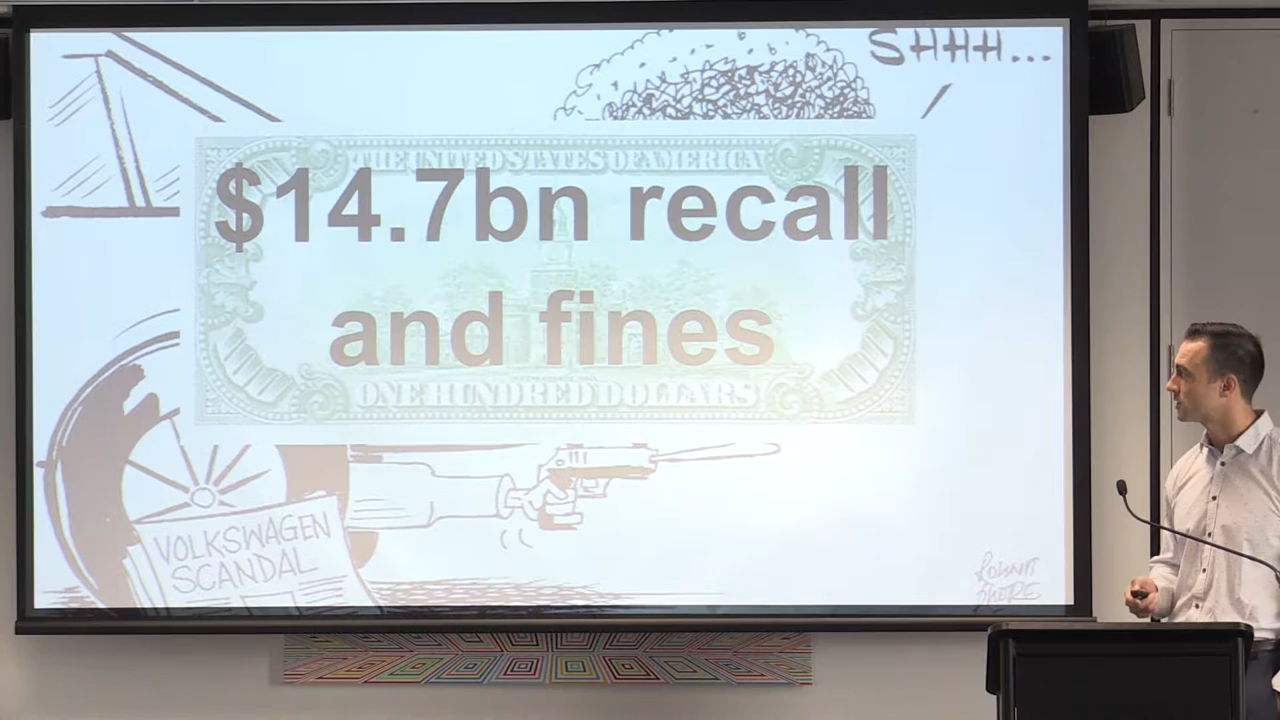 SHHH...
THE UNITED STATES OF AMERICA
$14.7bn recall
and fines
ONE HUNDRED DOLLARS
VOLKSWAGEN
SCANDAL